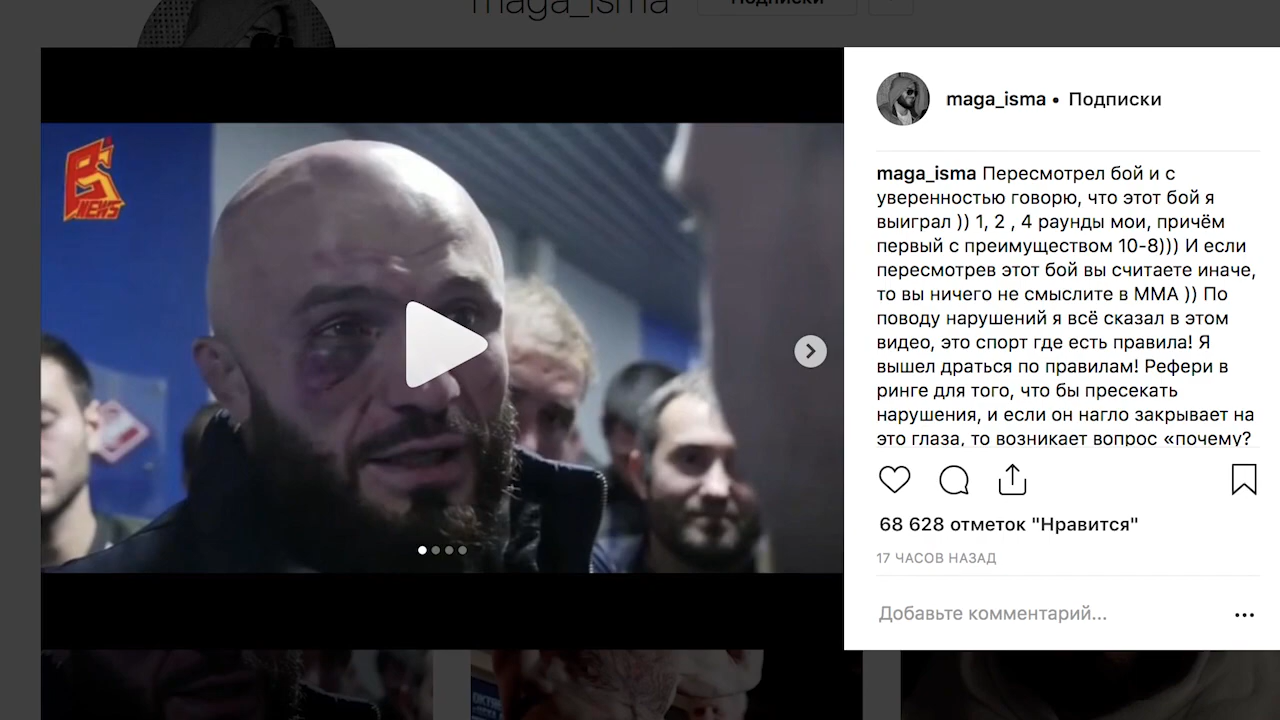 maga_isma Подписки
B'S NEWS
maga_isma • Подписки
maga_isma Пересмотрел бой и с
уверенностью говорю, что этот бой я
выиграл )) 1, 2 , 4 раунды мои, причём
первый с преимуществом 10-8))) И если
пересмотрев этот бой вы считаете иначе,
то вы ничего не смыслите в ММА )) По
поводу нарушений я всё сказал в этом
видео, это спорт где есть правила! Я
вышел драться по правилам! Рефери в
ринге для того, что бы пресекать
нарушения, и если он нагло закрывает на
это глаза, то возникает вопрос «почему?
68 628 отметок "Нравится"
17 ЧАСОВ НАЗАД
Добавьте комментарий...